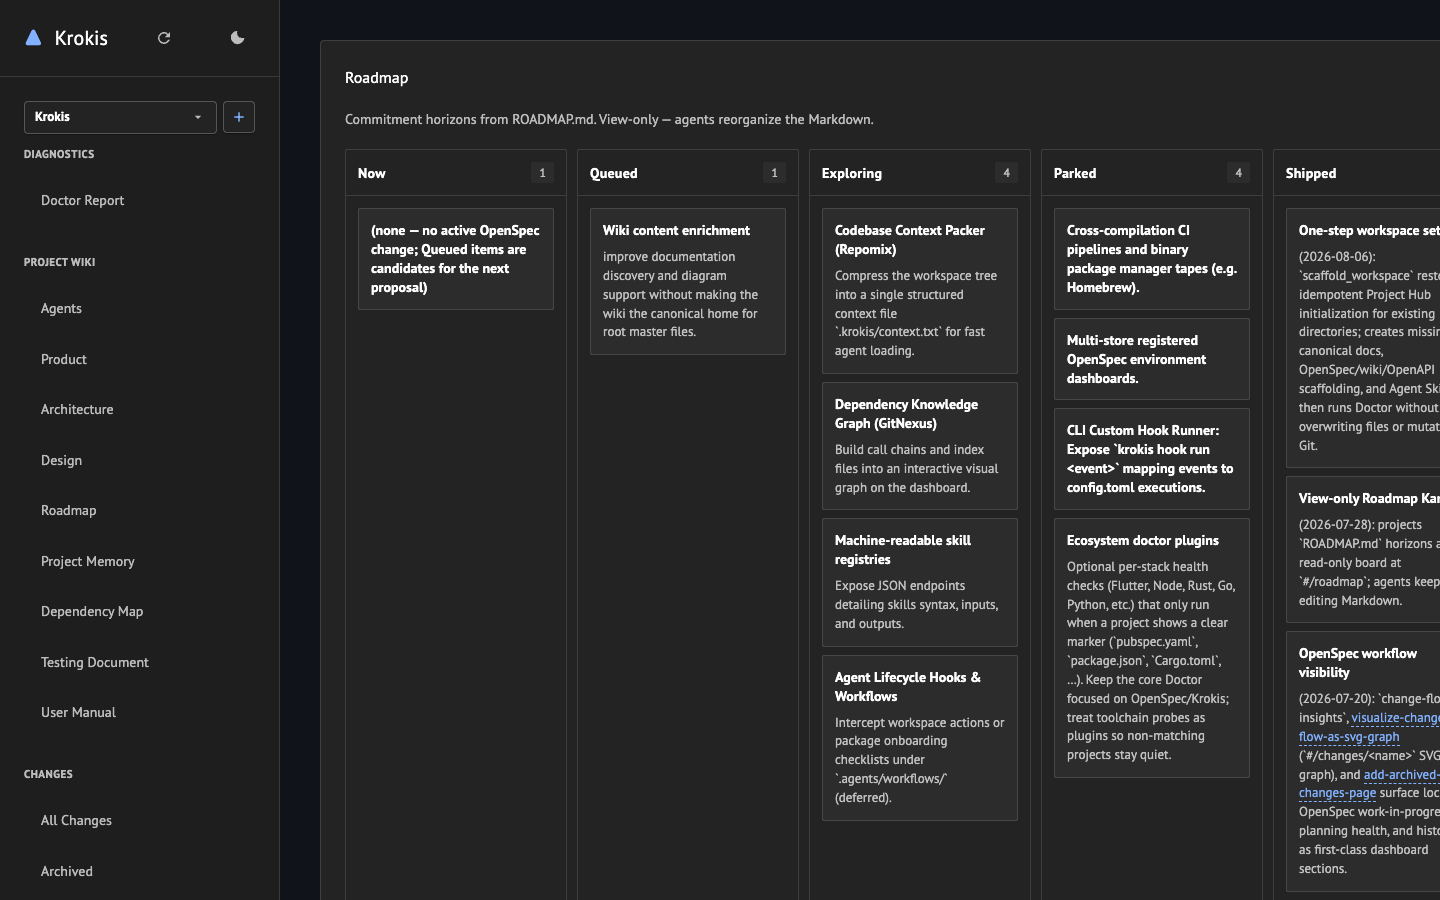 Krokis
Krokis
+
DIAGNOSTICS
Doctor Report
PROJECT WIKI
Agents
Product
Architecture
Design
Roadmap
Project Memory
Dependency Map
Testing Document
User Manual
CHANGES
All Changes
Archived
Roadmap
Commitment horizons from ROADMAP.md. View-only — agents reorganize the Markdown.
Now 1
(none — no active OpenSpec
change; Queued items are
candidates for the next
proposal)
Queued 1
Wiki content enrichment
improve documentation
discovery and diagram
support without making the
wiki the canonical home for
root master files.
Exploring 4
Codebase Context Packer
(Repomix)
Compress the workspace tree
into a single structured
context file
`.krokis/context.txt` for fast
agent loading.
Dependency Knowledge
Graph (GitNexus)
Build call chains and index
files into an interactive visual
graph on the dashboard.
Machine-readable skill
registries
Expose JSON endpoints
detailing skills syntax, inputs,
and outputs.
Agent Lifecycle Hooks &
Workflows
Intercept workspace actions or
package onboarding
checklists under
`.agents/workflows/`
(deferred).
Parked 4
Cross-compilation CI
pipelines and binary
package manager tapes (e.g.
Homebrew).
Multi-store registered
OpenSpec environment
dashboards.
CLI Custom Hook Runner:
Expose `krokis hook run
<event>` mapping events to
config.toml executions.
Ecosystem doctor plugins
Optional per-stack health
checks (Flutter, Node, Rust, Go,
Python, etc.) that only run
when a project shows a clear
marker (`pubspec.yaml`,
`package.json`, `Cargo.toml`,
…). Keep the core Doctor
focused on OpenSpec/Krokis;
treat toolchain probes as
plugins so non-matching
projects stay quiet.
Shipped
One-step workspace set
(2026-08-06):
`scaffold_workspace` resto
idempotent Project Hub
initialization for existing
directories; creates missin
canonical docs,
OpenSpec/wiki/OpenAPI
scaffolding, and Agent Ski
then runs Doctor without
overwriting files or mutat
Git.
View-only Roadmap Kan
(2026-07-28): projects
`ROADMAP.md` horizons a
read-only board at
`#/roadmap`; agents keep
editing Markdown.
OpenSpec workflow
visibility
(2026-07-20): `change-flo
insights`, visualize-change
flow-as-svg-graph
(`#/changes/<name>` SVG
graph), and add-archived-
changes-page surface loc
OpenSpec work-in-progre
planning health, and histo
as first-class dashboard
sections.